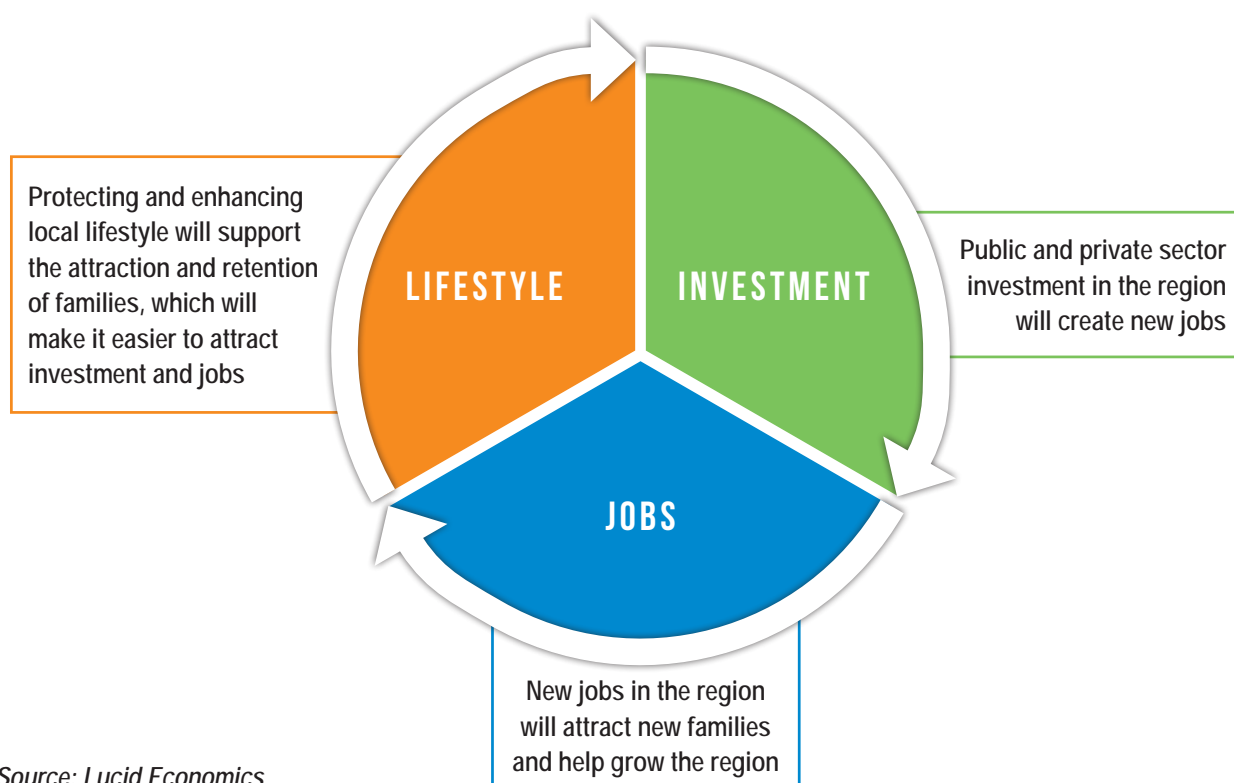 Protecting and enhancing
local lifestyle will support
the attraction and retention
of families, which will
make it easier to attract
investment and jobs
LIFESTYLE
INVESTMENT
Public and private sector
investment in the region
will create new jobs
JOBS
New jobs in the region
will attract new families
and help grow the region
Source: Lucid Economics